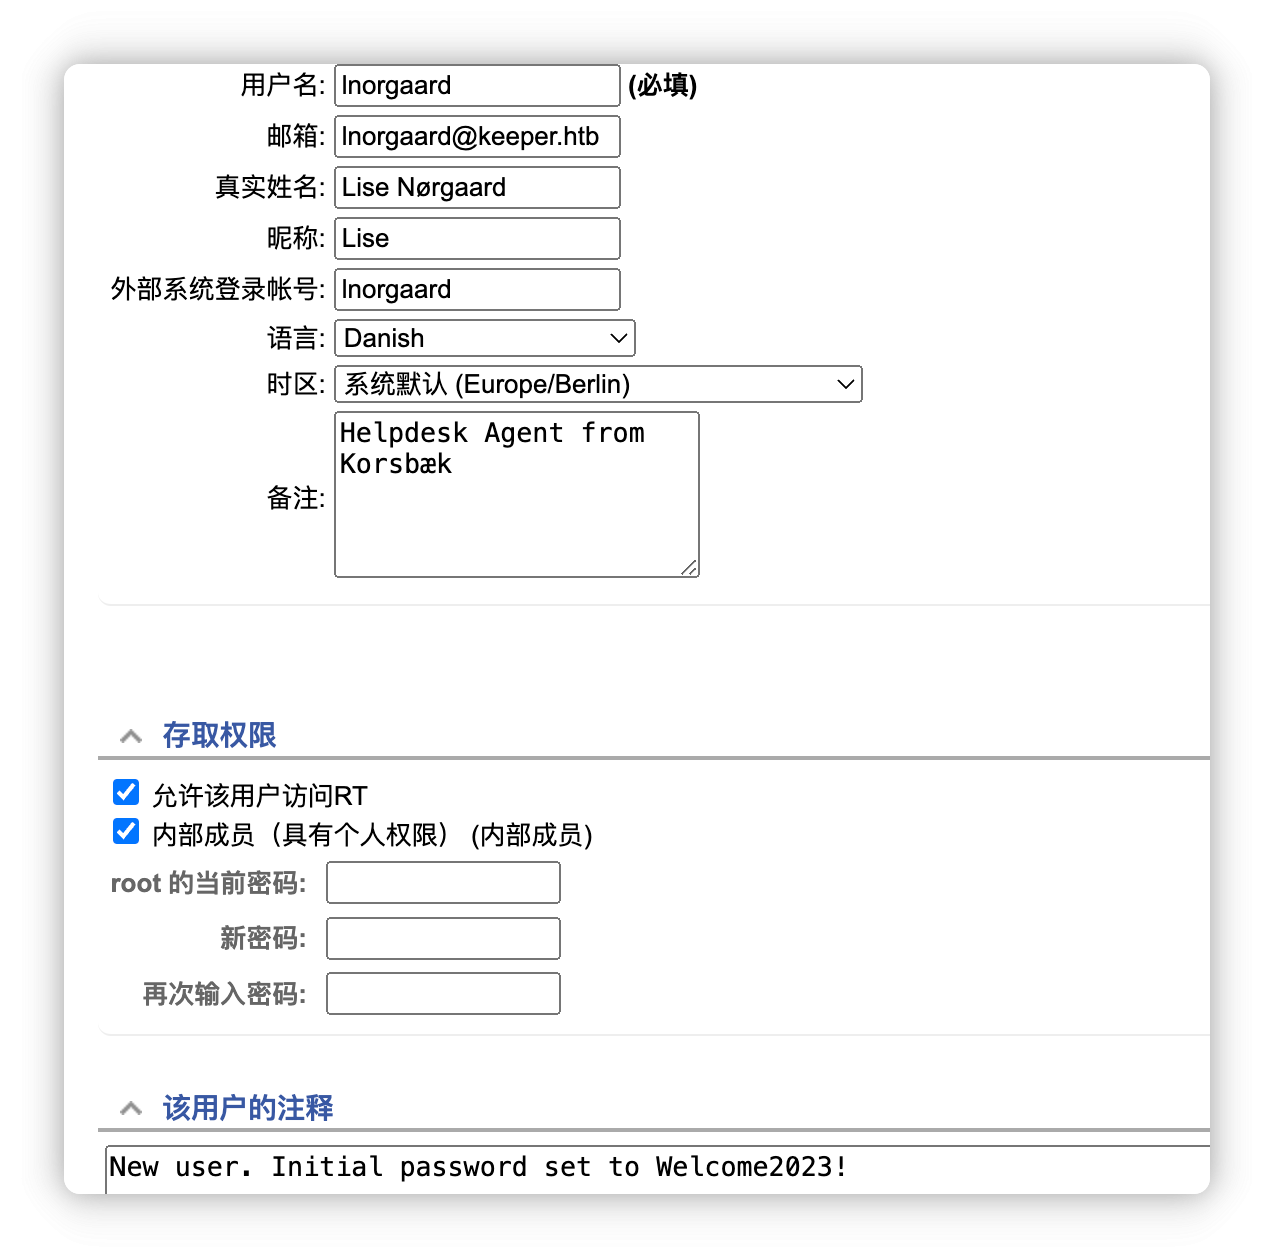 用户名: lnorgaard (必填)
邮箱: lnorgaard@keeper.htb
真实姓名: Lise Nørgaard
昵称: Lise
外部系统登录帐号: lnorgaard
语言: Danish
时区: 系统默认 (Europe/Berlin)
备注: Helpdesk Agent from
Korsbæk
存取权限
允许该用户访问RT
内部成员（具有个人权限） (内部成员)
root 的当前密码:
新密码:
再次输入密码:
该用户的注释
New user. Initial password set to Welcome2023!